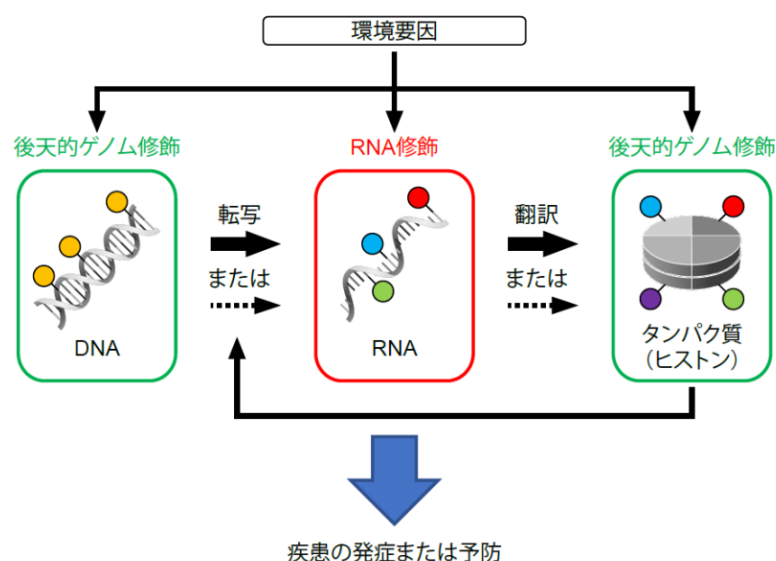 環境要因
後天的ゲノム修飾
RNA修飾
後天的ゲノム修飾
転写
または
翻訳
または
DNA
RNA
タンパク質
(ヒストン)
疾患の発症または予防